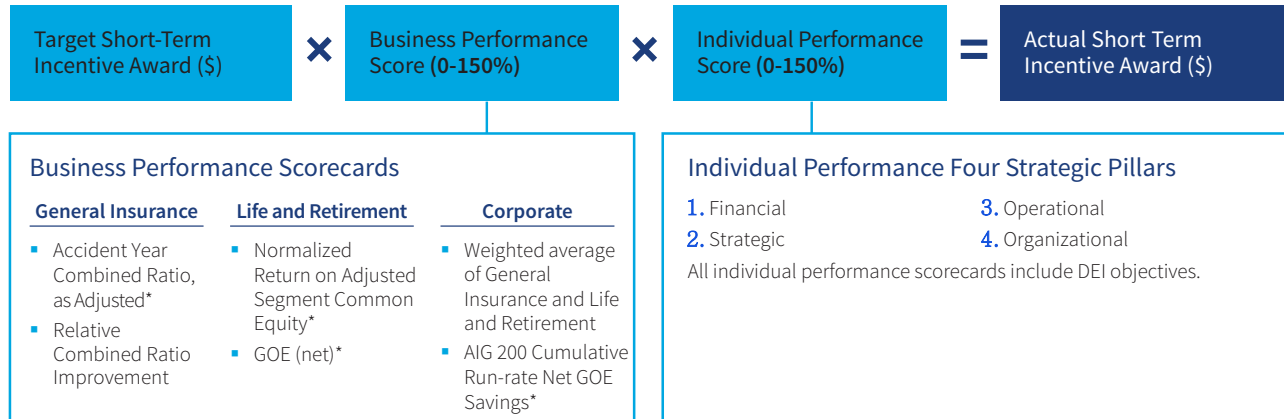 Target Short-Term
Incentive Award ($)
×
Business Performance
Score (0-150%)
×
Individual Performance
Score (0-150%)
=
Actual Short Term
Incentive Award ($)
Business Performance Scorecards
General Insurance
▪ Accident Year
Combined Ratio,
as Adjusted*
▪ Relative
Combined Ratio
Improvement
Life and Retirement
▪ Normalized
Return on Adjusted
Segment Common
Equity*
▪ GOE (net)*
Corporate
▪ Weighted average
of General
Insurance and Life
and Retirement
▪ AIG 200 Cumulative
Run-rate Net GOE
Savings*
Individual Performance Four Strategic Pillars
1. Financial
2. Strategic
3. Operational
4. Organizational
All individual performance scorecards include DEI objectives.